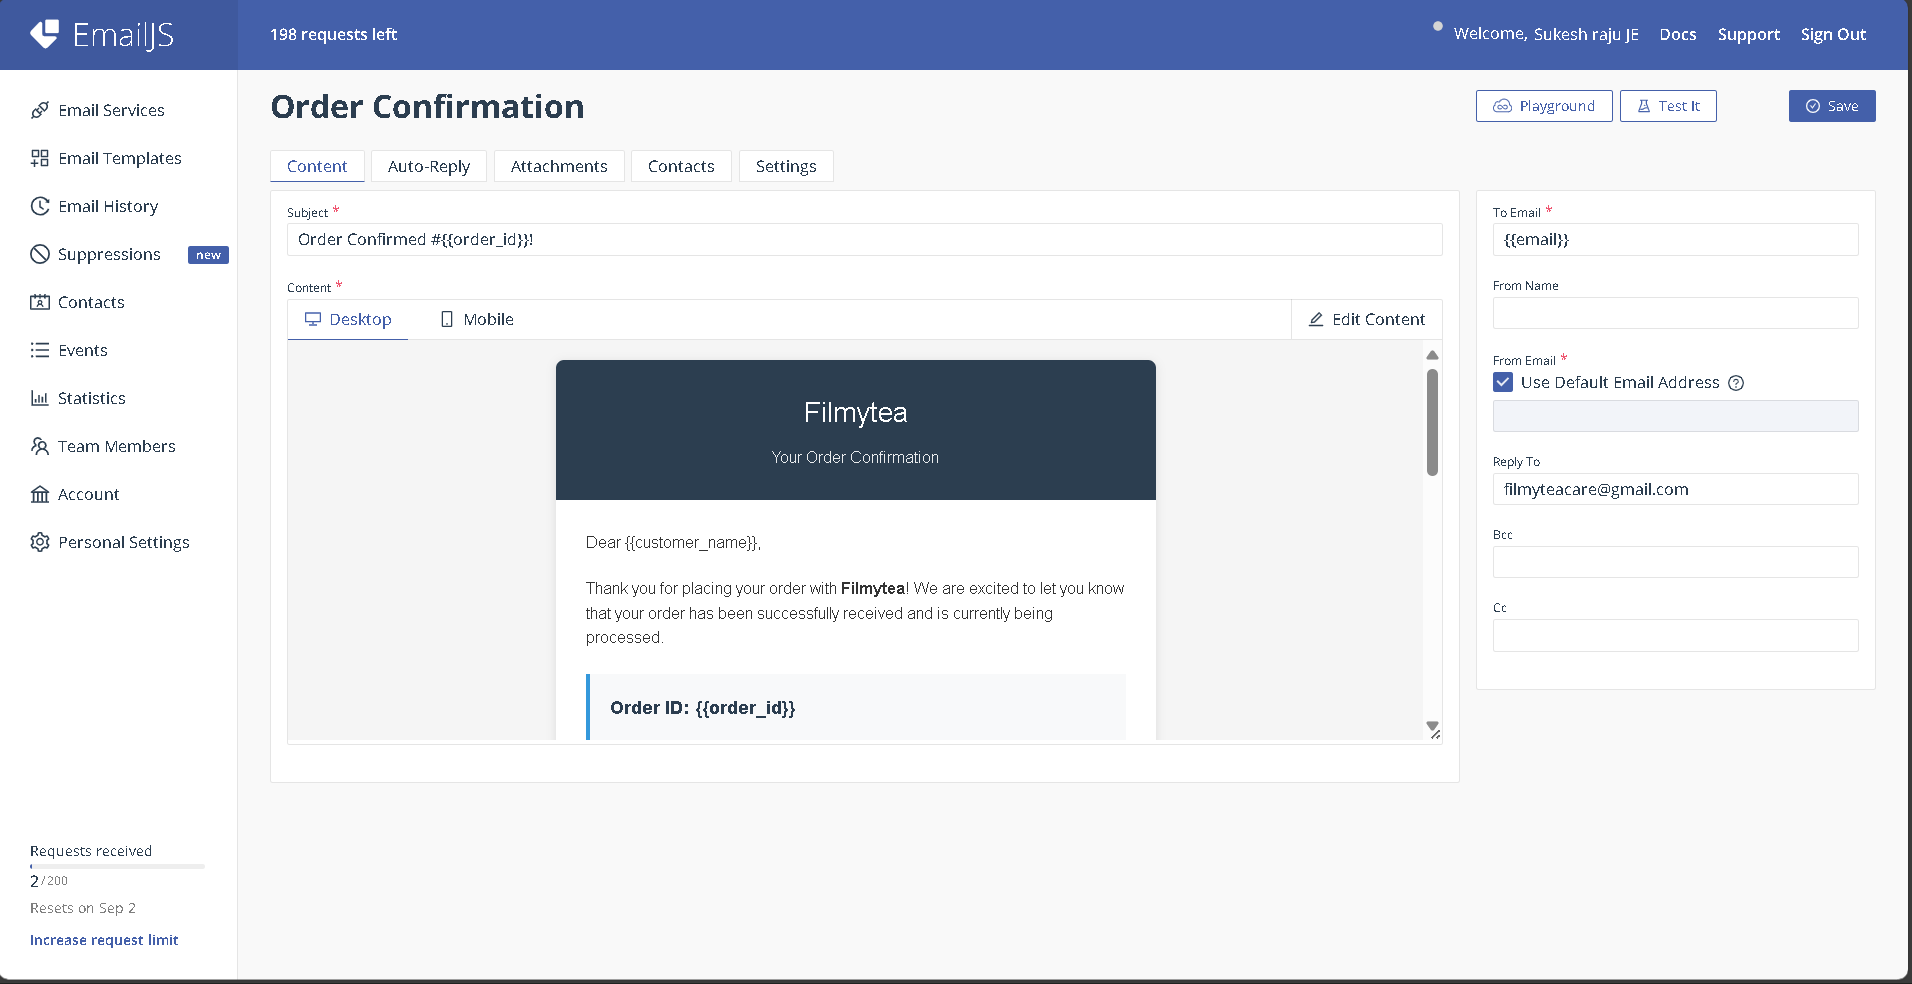 EmailJS
198 requests left
Welcome, Sukesh raju JE
Docs
Support
Sign Out
Email Services
Email Templates
Email History
Suppressions new
Contacts
Events
Statistics
Team Members
Account
Personal Settings
Requests received
2/200
Resets on Sep 2
Increase request limit
Order Confirmation
Playground
Test It
Save
Content
Auto-Reply
Attachments
Contacts
Settings
Subject *
Order Confirmed #{{order_id}}!
Content *
Desktop
Mobile
Edit Content
Filmytea
Your Order Confirmation
Dear {{customer_name}},
Thank you for placing your order with Filmytea! We are excited to let you know
that your order has been successfully received and is currently being
processed.
Order ID: {{order_id}}
To Email *
{{email}}
From Name
From Email *
Use Default Email Address
Reply To
filmyteacare@gmail.com
Bcc
Cc